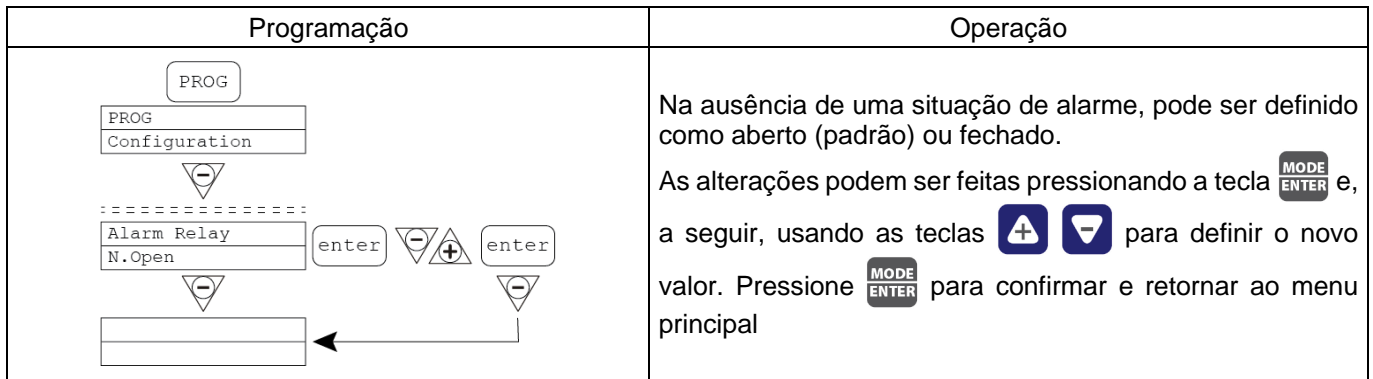 Programação
Operação
PROG
PROG
Configuration
Alarm Relay
N.Open
enter
enter
Na ausência de uma situação de alarme, pode ser definido
como aberto (padrão) ou fechado.
As alterações podem ser feitas pressionando a tecla MODE ENTER e,
a seguir, usando as teclas + - para definir o novo
valor. Pressione MODE ENTER para confirmar e retornar ao menu
principal